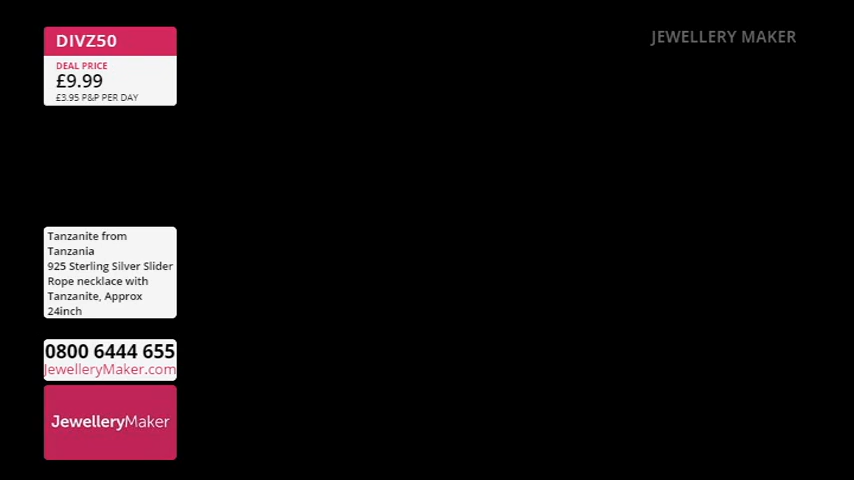 DIVZ50
JEWELLERY MAKER
DEAL PRICE
£9.99
£3.95 P&P PER DAY
Tanzanite from
Tanzania
925 Sterling Silver Slider
Rope necklace with
Tanzanite, Approx
24inch
0800 6444 655
JewelleryMaker.com
JewelleryMaker